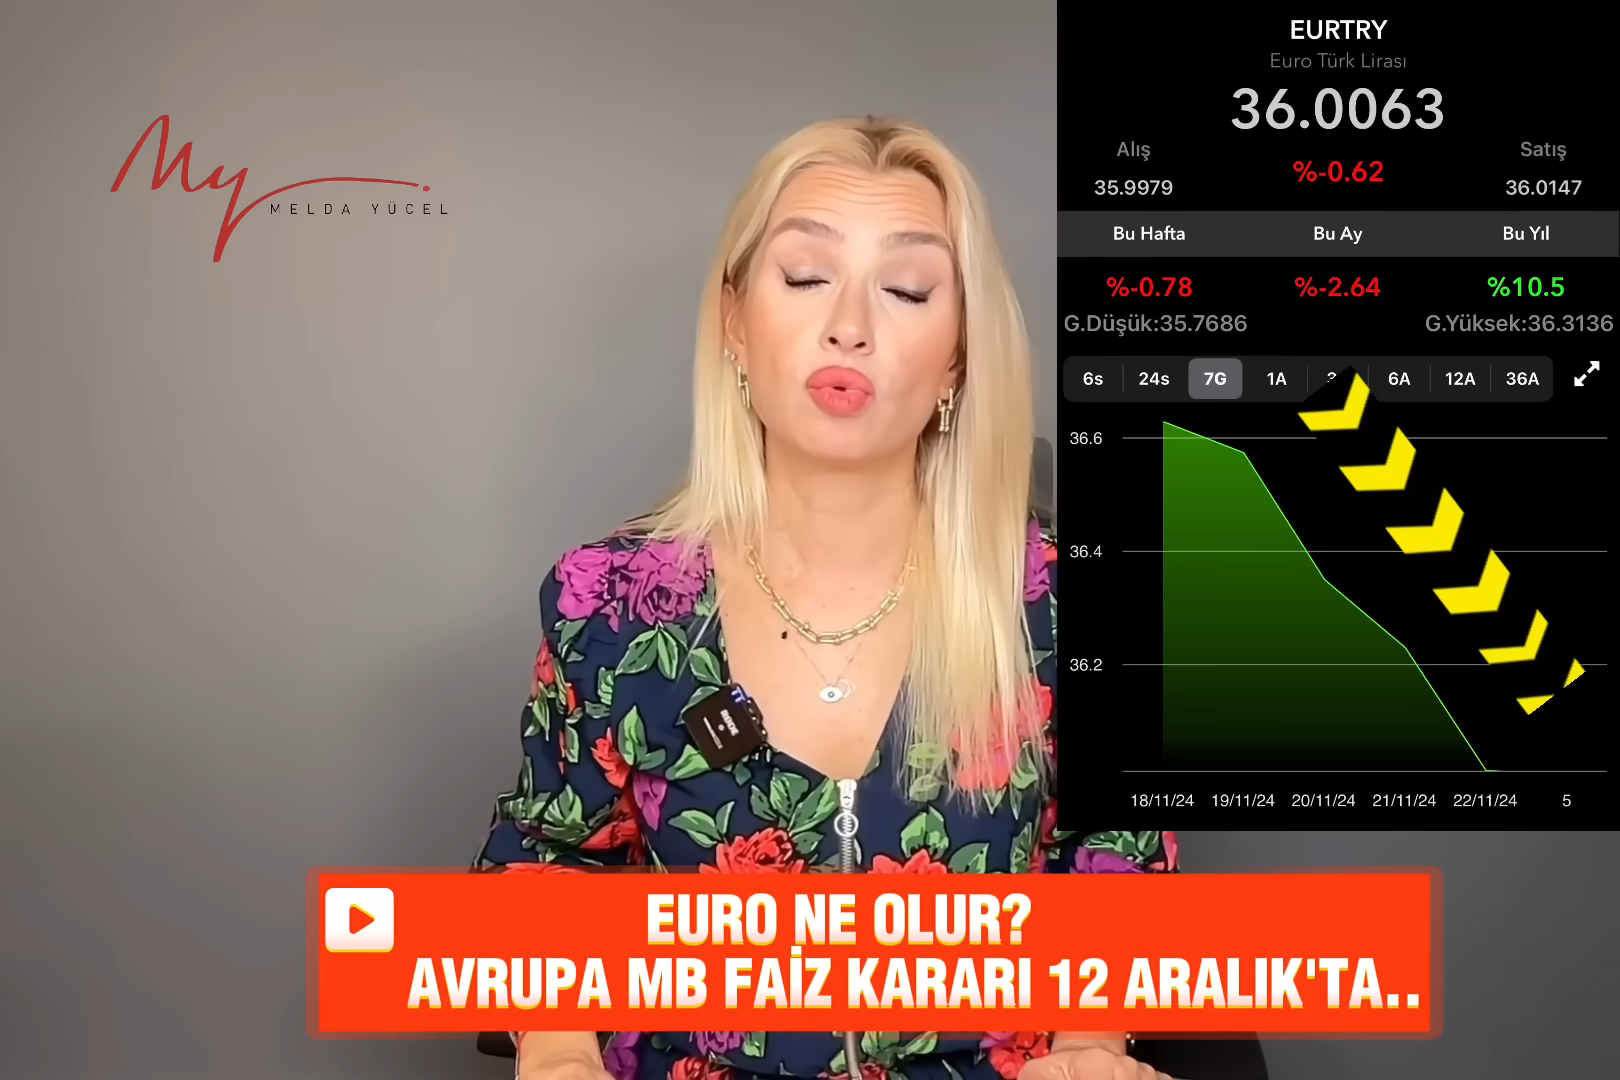 My
MELDA YÜCEL
EURTRY
Euro Türk Lirası
36.0063
Alış
%-0.62
Satış
35.9979
36.0147
Bu Hafta
Bu Ay
Bu Yıl
%-0.78
%-2.64
%10.5
G.Düşük:35.7686
G.Yüksek:36.3136
6s
24s
7G
1A
6A
12A
36A
36.6
36.4
36.2
18/11/24
19/11/24
20/11/24
21/11/24
22/11/24
5
RØDE
EURO NE OLUR?
AVRUPA MB FAİZ KARARI 12 ARALIK'TA..